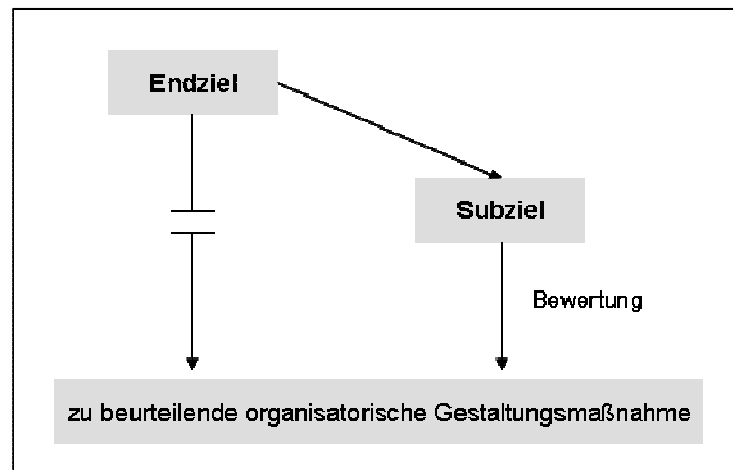 Endziel
Subziel
Bewertung
zu beurteilende organisatorische Gestaltungsmaßnahme